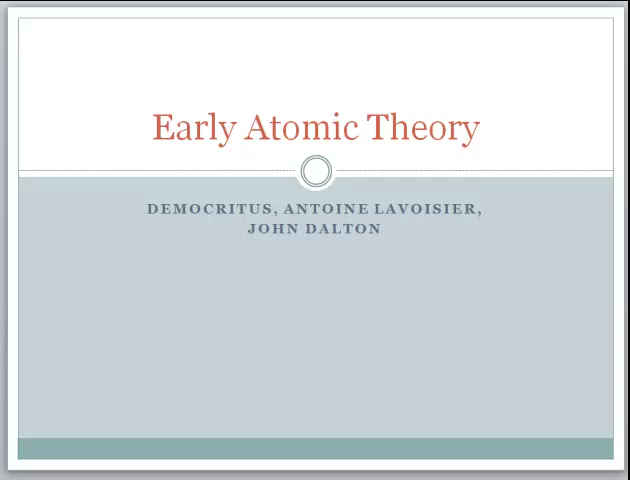 Early Atomic Theory
DEMOCRITUS, ANTOINE LAVOISIER,
JOHN DALTON